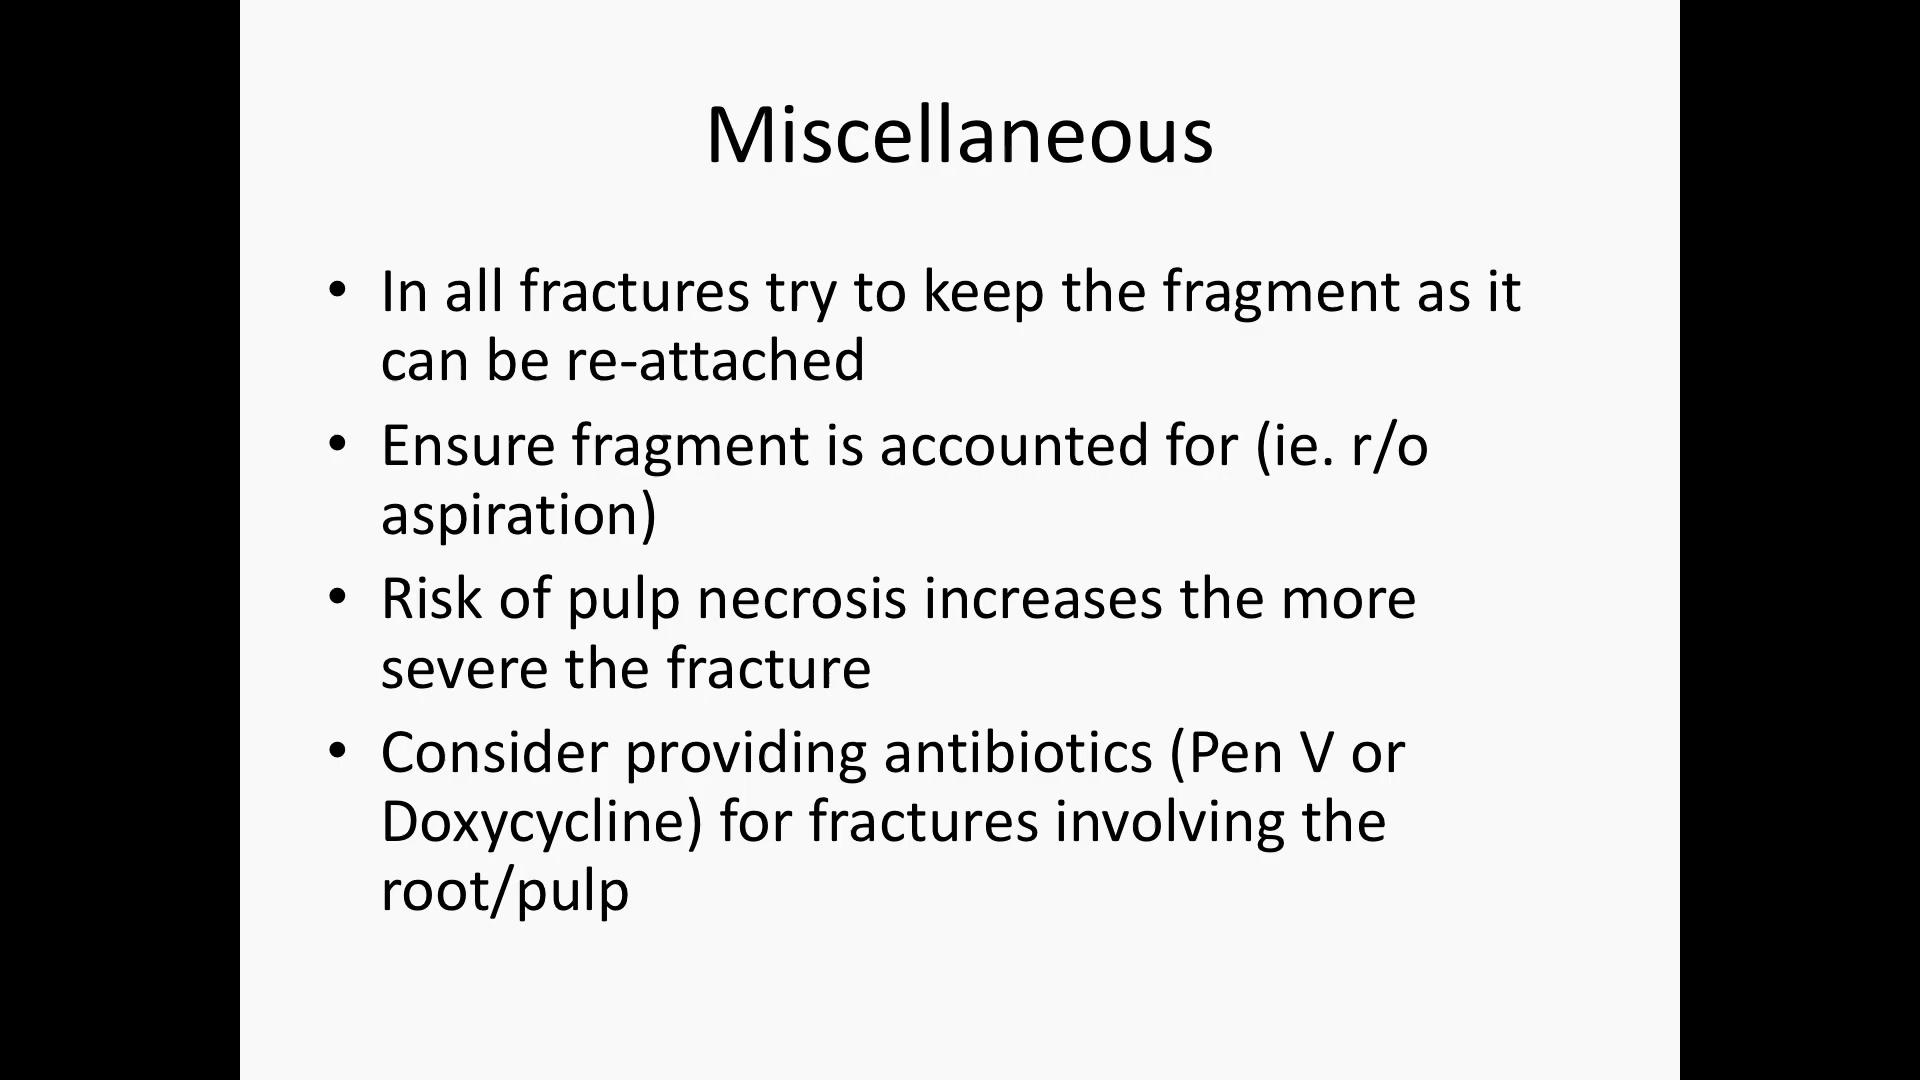 Miscellaneous
• In all fractures try to keep the fragment as it
can be re-attached
• Ensure fragment is accounted for (ie. r/o
aspiration)
• Risk of pulp necrosis increases the more
severe the fracture
• Consider providing antibiotics (Pen V or
Doxycycline) for fractures involving the
root/pulp